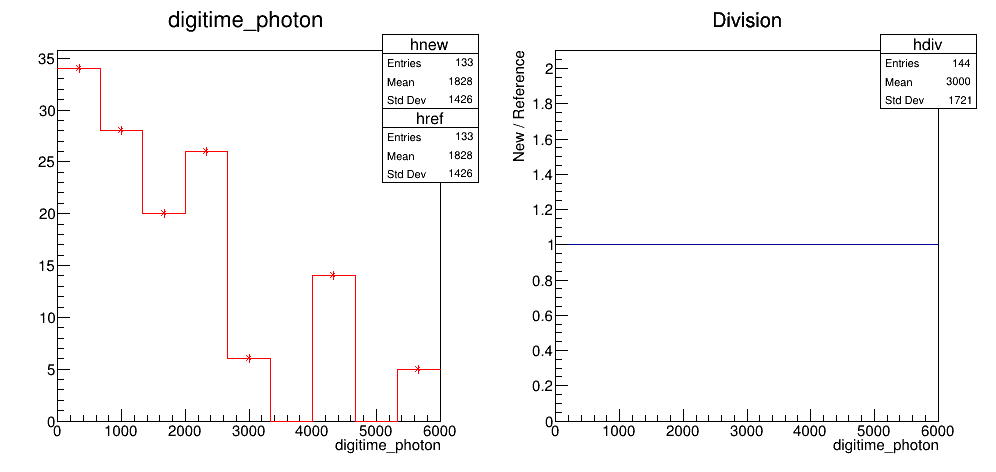 digitime_photon
hnew
Entries 133
Mean 1828
Std Dev 1426
href
Entries 133
Mean 1828
Std Dev 1426
35
30
25
20
15
10
5
0
0 1000 2000 3000 4000 5000 6000
digitime_photon
Division
hdiv
Entries 144
Mean 3000
Std Dev 1721
New / Reference
2
1.8
1.6
1.4
1.2
1
0.8
0.6
0.4
0.2
0
0 1000 2000 3000 4000 5000 6000
digitime_photon